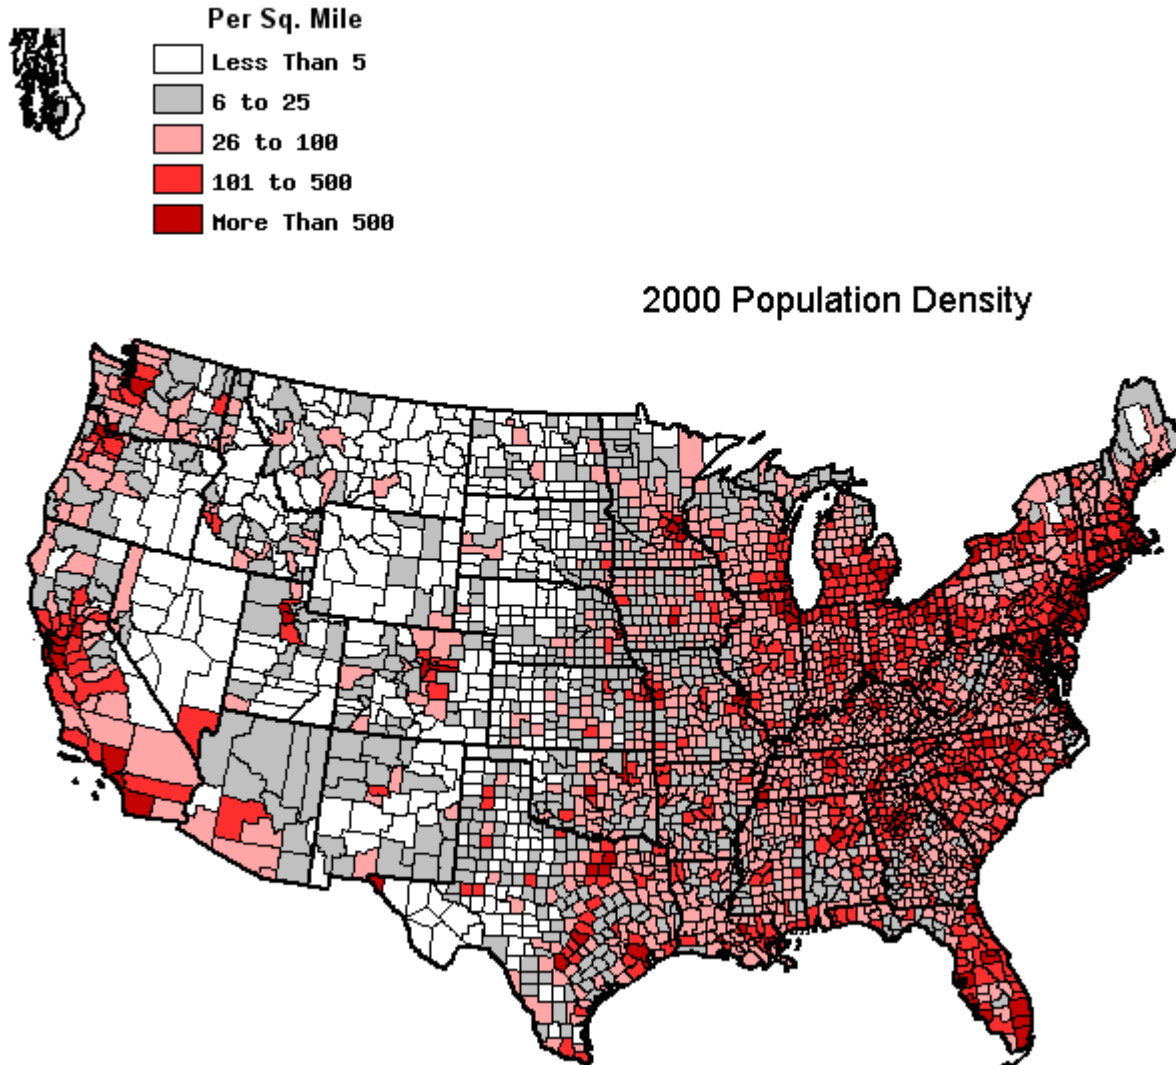 Per Sq. Mile
Less Than 5
6 to 25
26 to 100
101 to 500
More Than 500
2000 Population Density